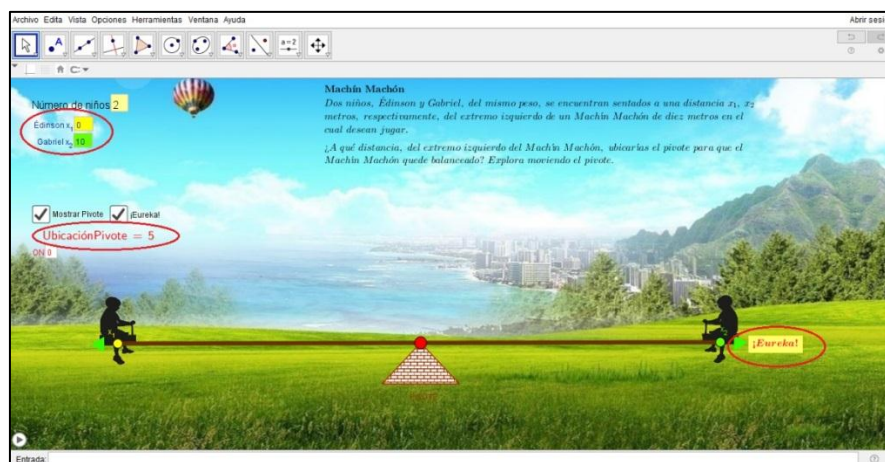 Archivo Edita Vista Opciones Herramientas Ventana Ayuda
Abrir sesi
a=2
Número de niños 2
Édinson x1 0
Gabriel x2 10
Machín Machón
Dos niños, Édinson y Gabriel, del mismo peso, se encuentran sentados a una distancia x1, x2
metros, respectivamente, del extremo izquierdo de un Machín Machón de diez metros en el
cual desean jugar.
¿A qué distancia, del extremo izquierdo del Machín Machón, ubicarías el pivote para que el
Machín Machón quede balanceado? Explora moviendo el pivote.
Mostrar Pivote ¡Eureka!
UbicaciónPivote = 5
ON 0
¡Eureka!
Entrada: